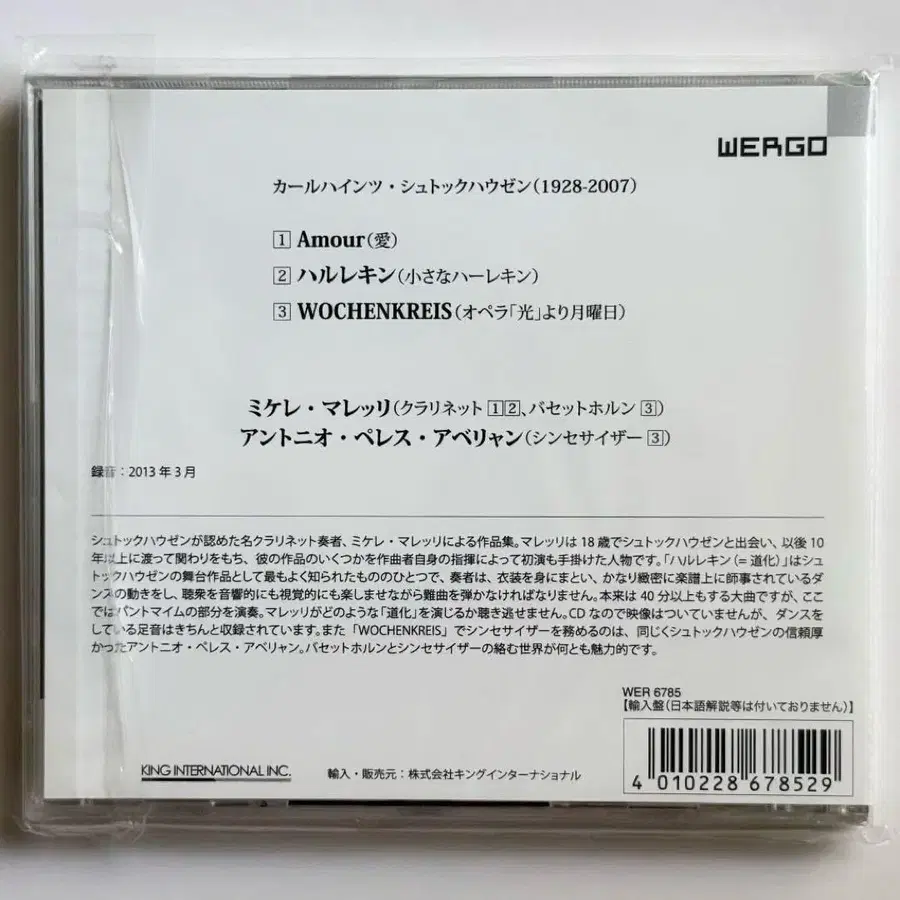 WERGO
カールハインツ・シュトックハウゼン(1928-2007)
1 Amour(愛)
2 ハルレキン(小さなハーレキン)
3 WOCHENKREIS(オペラ「光」より月曜日)
ミケレ・マレッリ(クラリネット 1 2、バセットホルン 3)
アントニオ・ペレス・アベリャン(シンセサイザー 3)
録音：2013 年 3 月
シュトックハウゼンが認めた名クラリネット奏者、ミケレ・マレッリによる作品集。マレッリは 18 歳でシュトックハウゼンと出会い、以後 10
年以上に渡って関わりをもち、彼の作品のいくつかを作曲者自身の指揮によって初演も手掛けた人物です。「ハルレキン(= 道化)」はシュ
トックハウゼンの舞台作品として最もよく知られたもののひとつで、奏者は、衣装を身にまとい、かなり緻密に楽譜上に師事されているダ
ンスの動きをし、聴衆を音響的にも視覚的にも楽しませながら難曲を弾かなければなりません。本来は 40 分以上もする大曲ですが、ここ
ではパントマイムの部分を演奏。マレッリがどのような「道化」を演じるか聴き逃せません。CD なので映像はついていませんが、ダンスを
している足音はきちんと収録されています。また「WOCHENKREIS」でシンセサイザーを務めるのは、同じくシュトックハウゼンの信頼厚
かったアントニオ・ペレス・アベリャン。バセットホルンとシンセサイザーの絡む世界が何とも魅力的です。
WER 6785
【輸入盤(日本語解説等は付いておりません)】
KING INTERNATIONAL INC.
輸入・販売元：株式会社キングインターナショナル
4 010228 678529